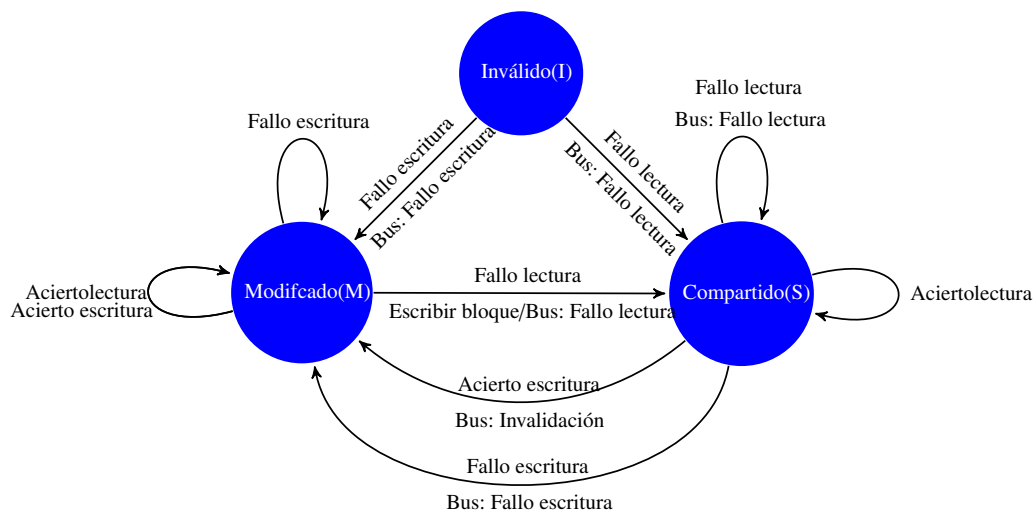 Inválido(I)
Fallo lectura
Bus: Fallo lectura
Fallo escritura
Fallo escritura
Bus: Fallo escritura
Fallo lectura
Bus: Fallo lectura
Aciertolectura
Acierto escritura
Modifcado(M)
Fallo lectura
Escribir bloque/Bus: Fallo lectura
Compartido(S)
Aciertolectura
Acierto escritura
Bus: Invalidación
Fallo escritura
Bus: Fallo escritura